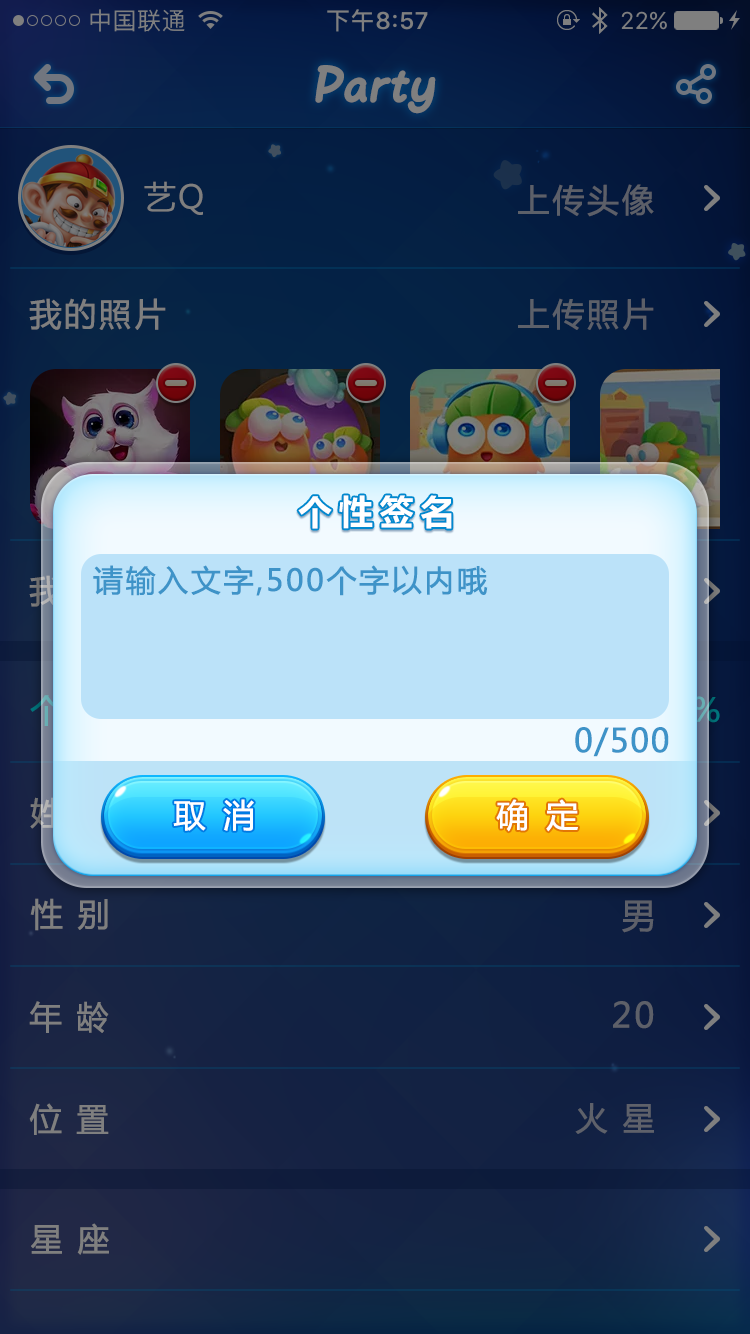 中国联通
下午8:57
22%
Party
艺Q
上传头像
我的照片
上传照片
个性签名
请输入文字,500个字以内哦
0/500
取 消
确 定
我
个
%
姓
性 别
男
年 龄
20
位 置
火 星
星 座